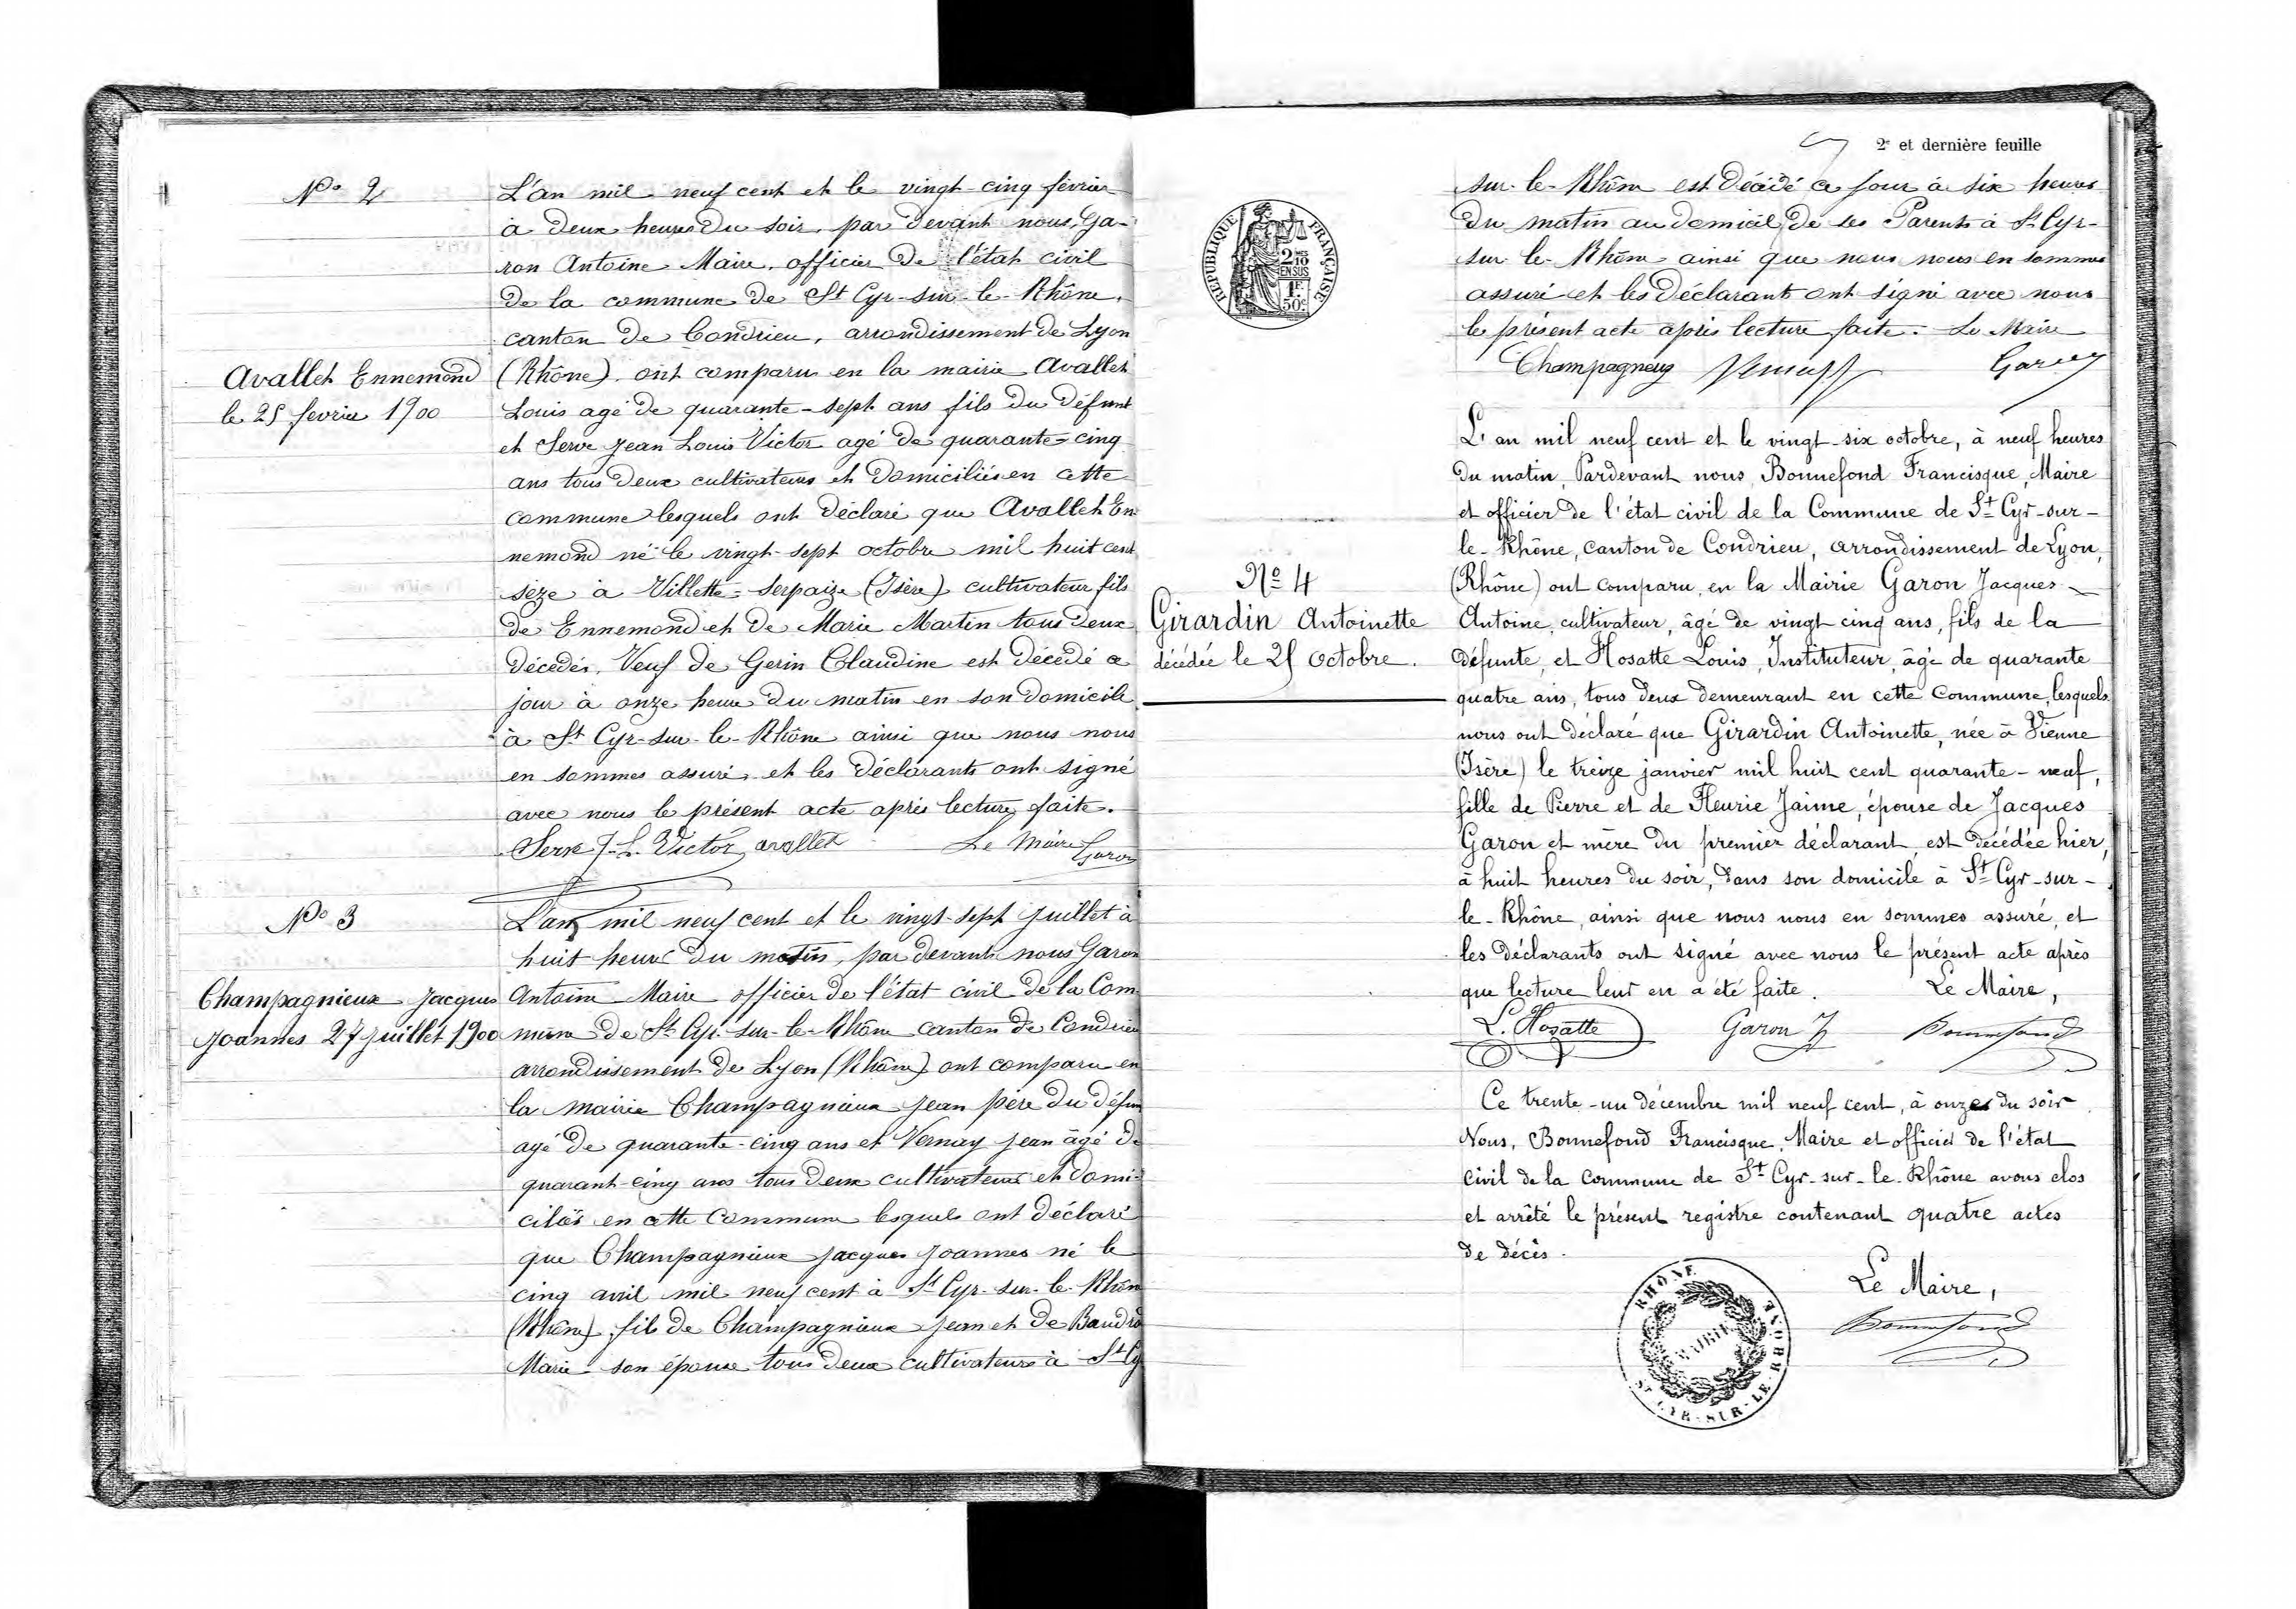 No 2
L'an mil neuf cent et le vingt-cinq février
à deux heures du soir, par devant nous, Ga-
ron Antoine Maire, officier de l'état civil
de la commune de St Cyr-sur-le-Rhône,
canton de Condrieu, arrondissement de Lyon
Avallet Ennemond
le 25 fevrier 1900
(Rhône) ont comparu en la mairie Avallet
Louis agé de quarante-sept ans fils du défunt
et Serve Jean Louis Victor agé de quarante-cinq
ans tous deux cultivateurs et domiciliés en cette
commune lesquels ont déclaré que Avallet En-
nemond né le vingt-sept octobre mil huit cent
seze à Villette-Serpaize (Isère) cultivateur fils
de Ennemond et de Marie Martin tous deux
décedés, Veuf de Gerin Claudine est décedé ce
jour à onze heure du matin en son domicile
à St Cyr-sur-le-Rhône ainsi que nous nous
en sommes assuré, et les déclarants ont signé
avec nous le présent acte après lecture faite.
Serve J-L Victor avallet Le Maire Garon
No 3
L'an mil neuf cent et le vingt-sept juillet à
huit heure du matin, par devant nous Garon
Champagnieux Jacques
Joannes 27 juillet 1900
Antoine Maire officier de l'état civil de la Com
mune de St Cyr-sur-le-Rhône canton de Condrieu
arrondissement de Lyon (Rhône) ont comparu en
la mairie Champagnieux Jean père du défun
agé de quarante-cinq ans et Vernay Jean âgé de
quarant-cinq ans tous deux cultivateurs et domi-
ciliés en cette Commune lesquels ont déclaré
que Champagnieux Jacques Joannes né le
cinq avril mil neuf cent à St Cyr-sur-le-Rhône
(Rhône) fils de Champagnieux Jean et de
Marie son épouse tous deux cultivateurs à St Cy
2e et dernière feuille
sur-le-Rhône est décédé ce jour à six heures
du matin au domicil de ses Parents à St Cyr-
sur-le-Rhône ainsi que nous nous en sommes
assuré et les déclarants ont signé avec nous
le présent acte après lecture faite. Le Maire
Champagneux Garon
RÉPUBLIQUE FRANÇAISE
2 MES 10 EN SUS
1F. 50c
L'an mil neuf cent et le vingt-six octobre, à neuf heures
du matin, Pardevant nous Bonnefond Francisque, Maire
et officier de l'état civil de la Commune de St Cyr-sur-
le-Rhône, canton de Condrieu, arrondissement de Lyon,
No 4
Girardin Antoinette
décédée le 25 octobre.
(Rhône) ont comparu en la Mairie Garon Jacques
Antoine, cultivateur, âgé de vingt cinq ans, fils de la
défunte, et Hosatte Louis, Instituteur, âgé de quarante
quatre ans, tous deux demeurant en cette Commune, lesquels
nous ont déclaré que Girardin Antoinette, née à Vienne
(Isère) le treize janvier mil huit cent quarante-neuf,
fille de Pierre et de Fleurie Jaime, épouse de Jacques
Garon et mère du premier déclarant, est décédée hier,
à huit heures du soir, dans son domicile à St Cyr-sur-
le-Rhône, ainsi que nous nous en sommes assuré, et
les déclarants ont signé avec nous le présent acte après
que lecture leur en a été faite. Le Maire,
L. Hosatte Garon J Bonnefond
Ce trente-un décembre mil neuf cent, à onze du soir
Nous, Bonnefond Francisque, Maire et officier de l'état
civil de la commune de St Cyr-sur-le-Rhône avons clos
et arrêté le présent registre contenant quatre actes
de décès.
Le Maire,
Bonnefond
RHÔNE
MAIRIE
ST CYR-SUR-LE-RHONE